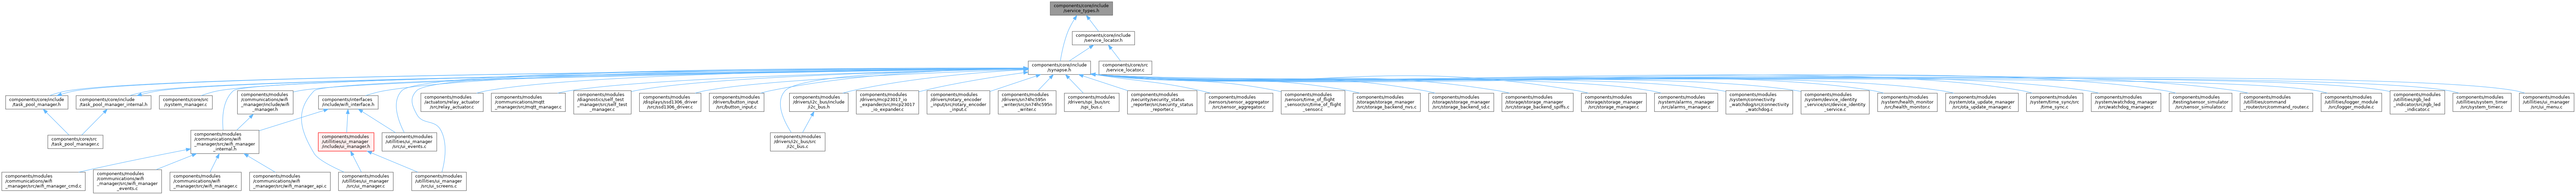 components/core/include
/service_types.h
components/core/include
/service_locator.h
components/core/include
/synapse.h
components/core/src
/service_locator.c
components/core/include
/task_pool_manager.h
components/core/include
/task_pool_manager_internal.h
components/core/src
/system_manager.c
components/modules
/communications/wifi
_manager/include/wifi
_manager.h
components/interfaces
/include/wifi_interface.h
components/modules
/actuators/relay_actuator
/src/relay_actuator.c
components/modules
/communications/mqtt
_manager/src/mqtt_manager.c
components/modules
/diagnostics/self_test
_manager/src/self_test
_manager.c
components/modules
/displays/ssd1306_driver
/src/ssd1306_driver.c
components/modules
/drivers/button_input
/src/button_input.c
components/modules
/drivers/i2c_bus/include
/i2c_bus.h
components/modules
/drivers/mcp23017_io
_expander/src/mcp23017
_io_expander.c
components/modules
/drivers/rotary_encoder
_input/src/rotary_encoder
_input.c
components/modules
/drivers/sn74hc595n
_writer/src/sn74hc595n
_writer.c
components/modules
/drivers/spi_bus/src
/spi_bus.c
components/modules
/security/security_status
_reporter/src/security_status
_reporter.c
components/modules
/sensors/sensor_aggregator
/src/sensor_aggregator.c
components/modules
/sensors/time_of_flight
_sensor/src/time_of_flight
_sensor.c
components/modules
/storage/storage_manager
/src/storage_backend_nvs.c
components/modules
/storage/storage_manager
/src/storage_backend_sd.c
components/modules
/storage/storage_manager
/src/storage_backend_spiffs.c
components/modules
/storage/storage_manager
/src/storage_manager.c
components/modules
/system/alarms_manager
/src/alarms_manager.c
components/modules
/system/connectivity
_watchdog/src/connectivity
_watchdog.c
components/modules
/system/device_identity
_service/src/device_identity
_service.c
components/modules
/system/health_monitor
/src/health_monitor.c
components/modules
/system/ota_update_manager
/src/ota_update_manager.c
components/modules
/system/time_sync/src
/time_sync.c
components/modules
/system/watchdog_manager
/src/watchdog_manager.c
components/modules
/testing/sensor_simulator
/src/sensor_simulator.c
components/modules
/utilities/command
_router/src/command_router.c
components/modules
/utilities/logger_module
/src/logger_module.c
components/modules
/utilities/rgb_led
_indicator/src/rgb_led
_indicator.c
components/modules
/utilities/system_timer
/src/system_timer.c
components/modules
/utilities/ui_manager
/src/ui_menu.c
components/core/src
/task_pool_manager.c
components/modules
/communications/wifi
_manager/src/wifi_manager
_internal.h
components/modules
/utilities/ui_manager
/include/ui_manager.h
components/modules
/utilities/ui_manager
/src/ui_events.c
components/modules
/drivers/i2c_bus/src
/i2c_bus.c
components/modules
/communications/wifi
_manager/src/wifi_manager_cmd.c
components/modules
/communications/wifi
_manager/src/wifi_manager
_events.c
components/modules
/communications/wifi
_manager/src/wifi_manager.c
components/modules
/communications/wifi
_manager/src/wifi_manager_api.c
components/modules
/utilities/ui_manager
/src/ui_manager.c
components/modules
/utilities/ui_manager
/src/ui_screens.c